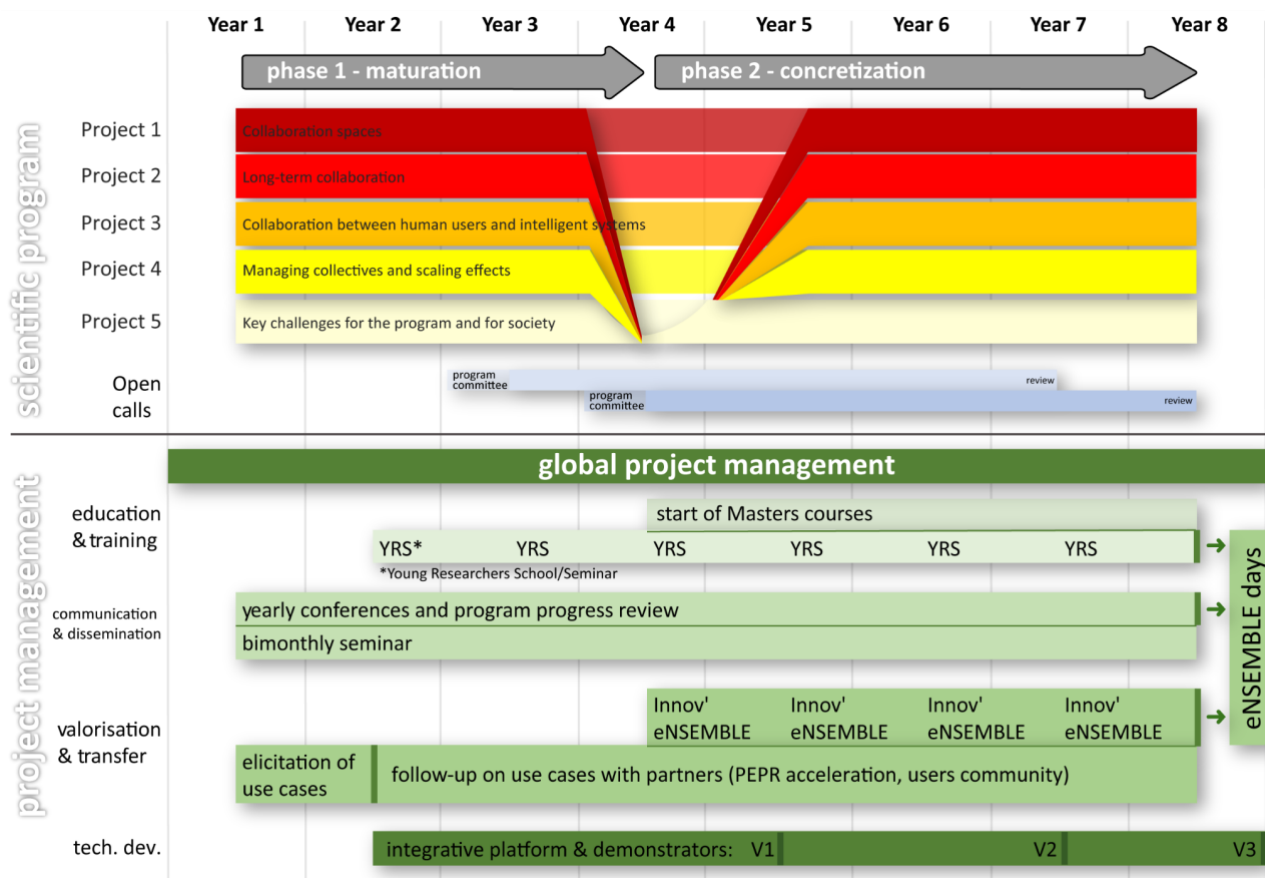 Year 1 Year 2 Year 3 Year 4 Year 5 Year 6 Year 7 Year 8
phase 1 - maturation
phase 2 - concretization
scientific program
Project 1
Collaboration spaces
Project 2
Long-term collaboration
Project 3
Collaboration between human users and intelligent systems
Project 4
Managing collectives and scaling effects
Project 5
Key challenges for the program and for society
Open
calls
program
committee
review
program
committee
review
project management
global project management
education
& training
start of Masters courses
YRS* YRS YRS YRS YRS YRS
*Young Researchers School/Seminar
communication
& dissemination
yearly conferences and program progress review
bimonthly seminar
eNSEMBLE days
valorisation
& transfer
Innov' Innov' Innov' Innov'
eNSEMBLE eNSEMBLE eNSEMBLE eNSEMBLE
elicitation of
use cases
follow-up on use cases with partners (PEPR acceleration, users community)
tech. dev.
integrative platform & demonstrators: V1 V2 V3